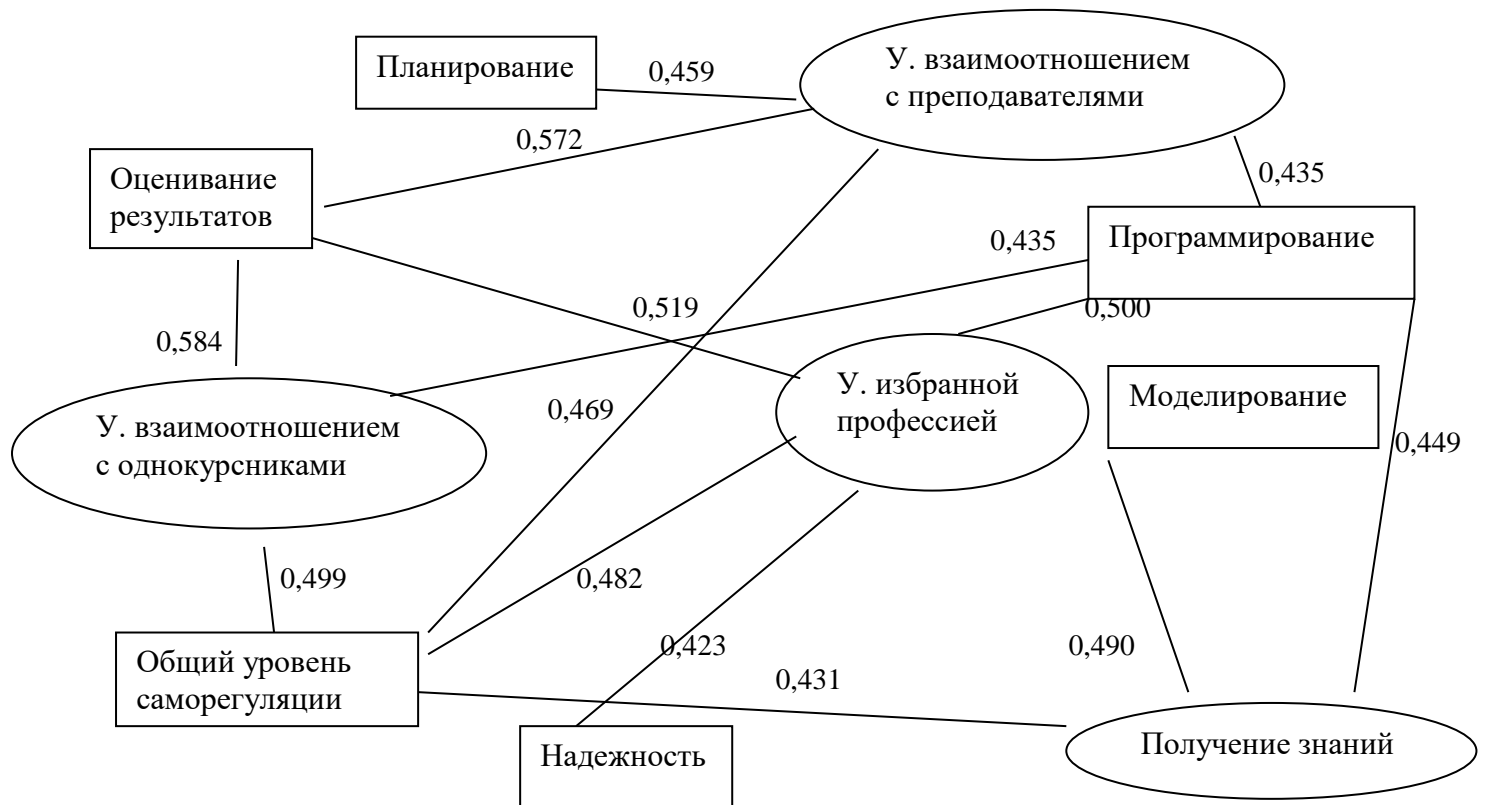 Планирование
0,459
У. взаимоотношением
с преподавателями
0,572
Оценивание
результатов
0,435
Программирование
0,435
0,519
0,500
0,584
У. избранной
профессией
Моделирование
0,469
0,449
У. взаимоотношением
с однокурсниками
0,499
0,482
0,423
0,490
Общий уровень
саморегуляции
0,431
Надежность
Получение знаний